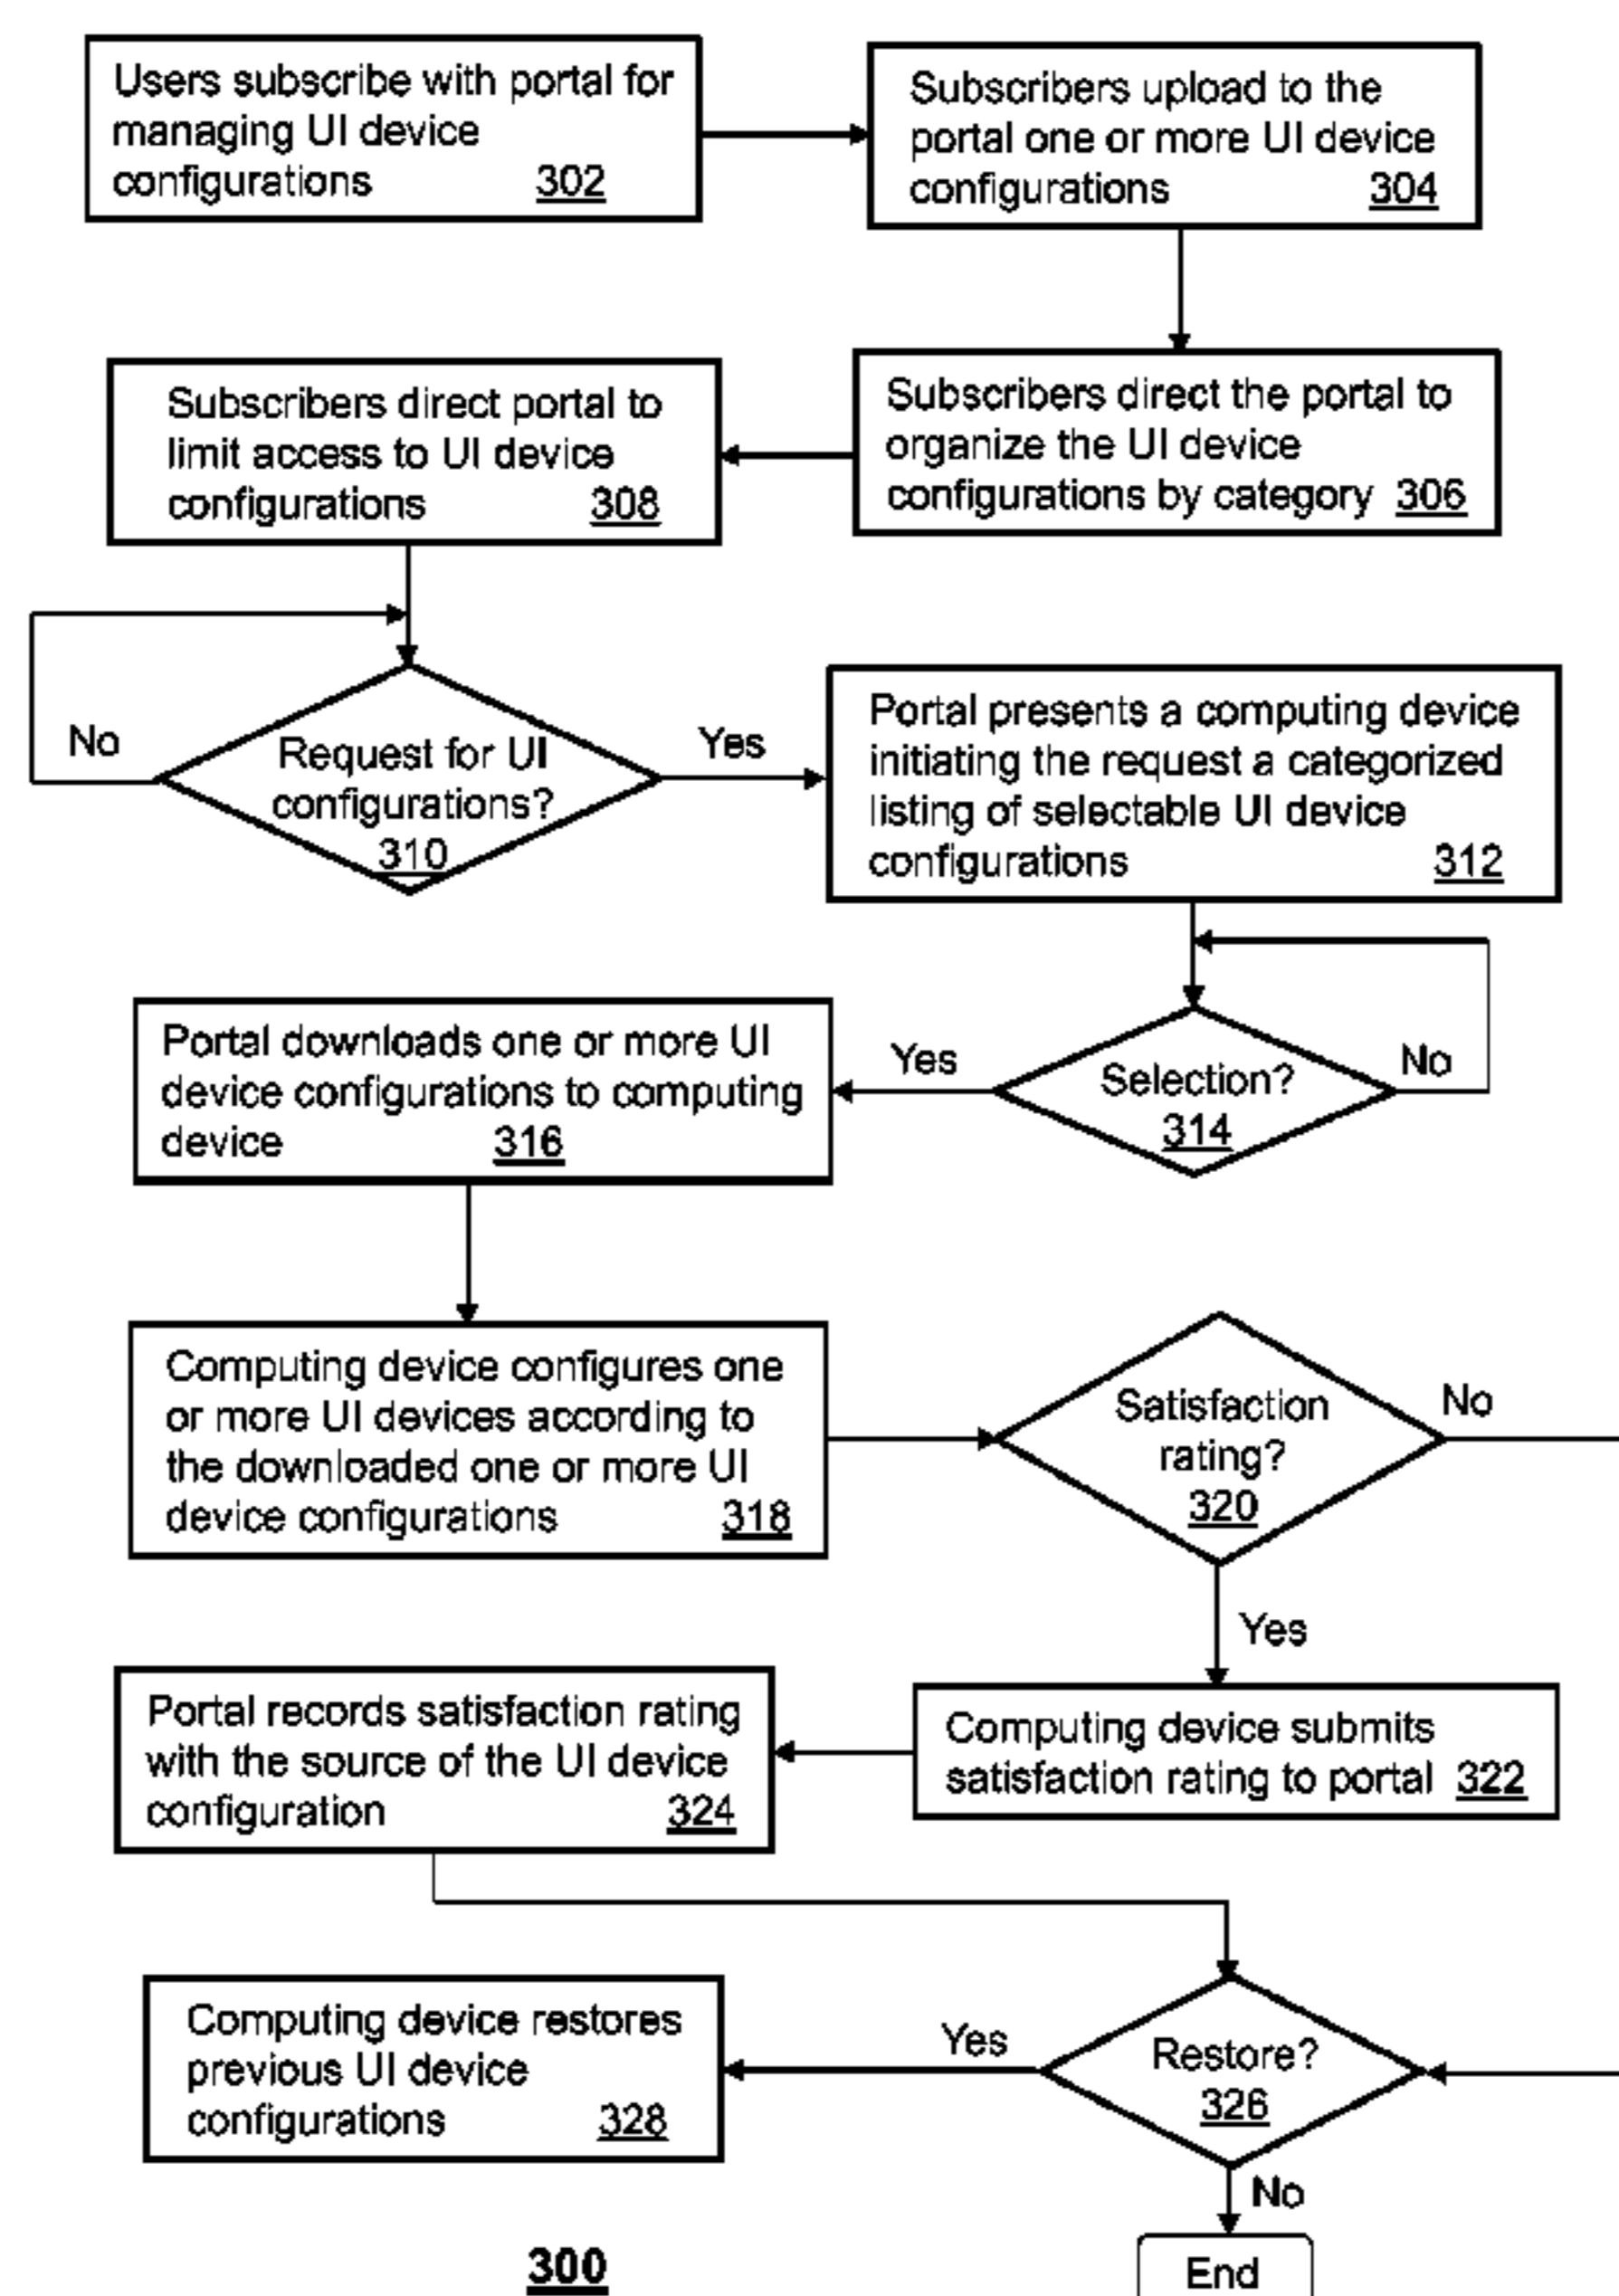 Users subscribe with portal for
managing UI device
configurations 302
Subscribers upload to the
portal one or more UI device
configurations 304
Subscribers direct the portal to
organize the UI device
configurations by category 306
Subscribers direct portal to
limit access to UI device
configurations 308
Request for UI
configurations?
310
No
Yes
Portal presents a computing device
initiating the request a categorized
listing of selectable UI device
configurations 312
Selection?
314
No
Yes
Portal downloads one or more UI
device configurations to computing
device 316
Computing device configures one
or more UI devices according to
the downloaded one or more UI
device configurations 318
Satisfaction
rating?
320
No
Yes
Computing device submits
satisfaction rating to portal 322
Portal records satisfaction rating
with the source of the UI device
configuration 324
Restore?
326
Yes
Computing device restores
previous UI device
configurations 328
No
End
300